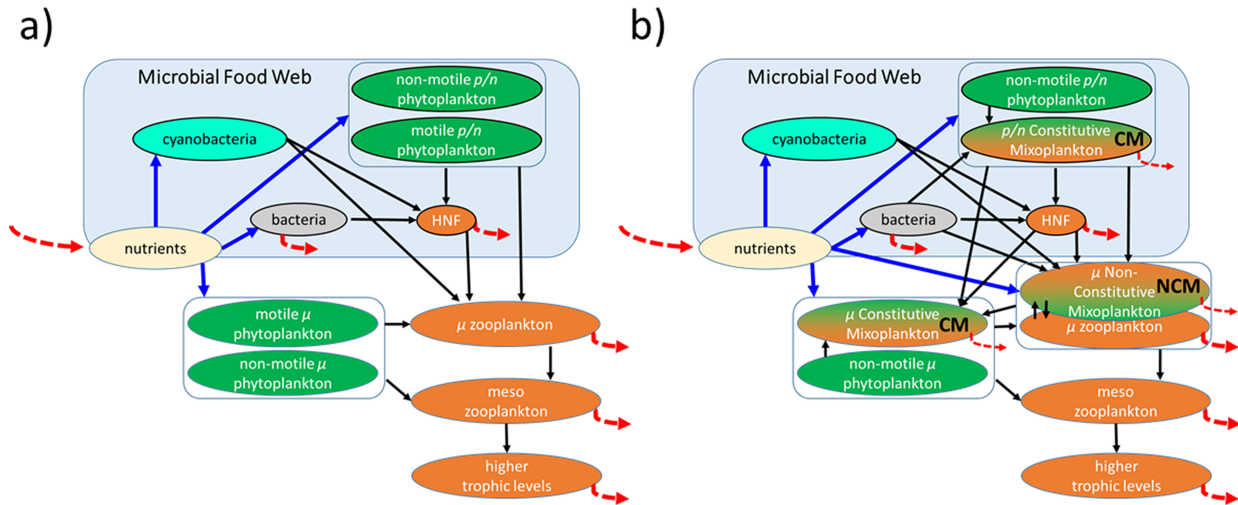 a)
Microbial Food Web
non-motile p/n
phytoplankton
cyanobacteria
motile p/n
phytoplankton
bacteria
HNF
nutrients
motile μ
phytoplankton
μ zooplankton
non-motile μ
phytoplankton
meso
zooplankton
higher
trophic levels
b)
Microbial Food Web
non-motile p/n
phytoplankton
cyanobacteria
p/n Constitutive
Mixoplankton
CM
bacteria
HNF
nutrients
μ Non-
Constitutive
Mixoplankton
NCM
μ Constitutive
Mixoplankton
CM
μ zooplankton
non-motile μ
phytoplankton
meso
zooplankton
higher
trophic levels